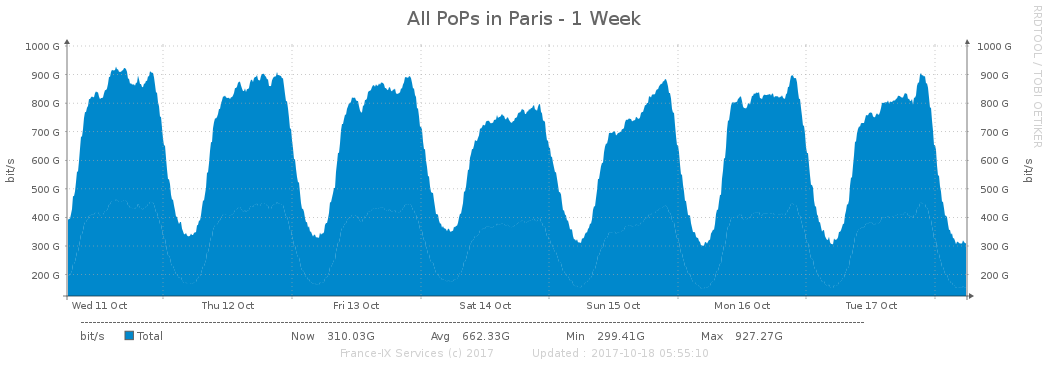 All PoPs in Paris - 1 Week
RRDTOOL / TOBI OETIKER
1000 G 1000 G
900 G 900 G
800 G 800 G
700 G 700 G
600 G 600 G
500 G 500 G
400 G 400 G
300 G 300 G
200 G 200 G
bit/s
bit/s
Wed 11 Oct Thu 12 Oct Fri 13 Oct Sat 14 Oct Sun 15 Oct Mon 16 Oct Tue 17 Oct
bit/s Total Now 310.03G Avg 662.33G Min 299.41G Max 927.27G
France-IX Services (c) 2017 Updated : 2017-10-18 05:55:10